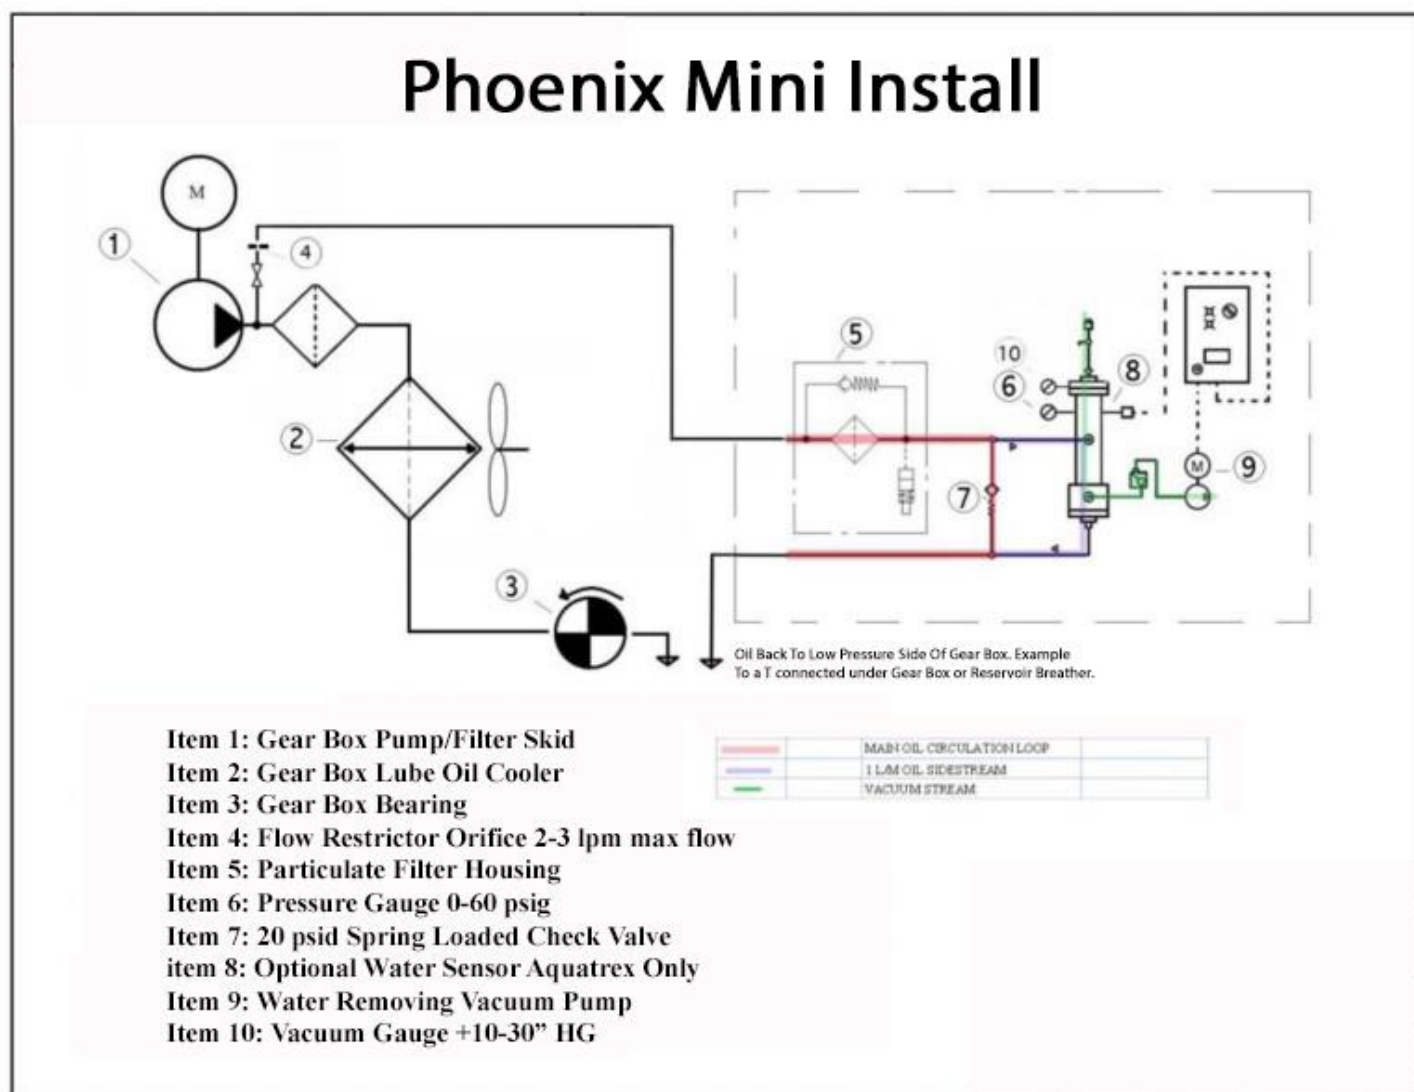 Phoenix Mini Install
M
1
4
5
10
6
8
2
7
M
9
3
Oil Back To Low Pressure Side Of Gear Box. Example
To a T connected under Gear Box or Reservoir Breather.
Item 1: Gear Box Pump/Filter Skid
Item 2: Gear Box Lube Oil Cooler
Item 3: Gear Box Bearing
Item 4: Flow Restrictor Orifice 2-3 lpm max flow
Item 5: Particulate Filter Housing
Item 6: Pressure Gauge 0-60 psig
Item 7: 20 psid Spring Loaded Check Valve
item 8: Optional Water Sensor Aquatrex Only
Item 9: Water Removing Vacuum Pump
Item 10: Vacuum Gauge +10-30” HG
MAIN OIL CIRCULATION LOOP
1 L/M OIL SIDESTREAM
VACUUM STREAM